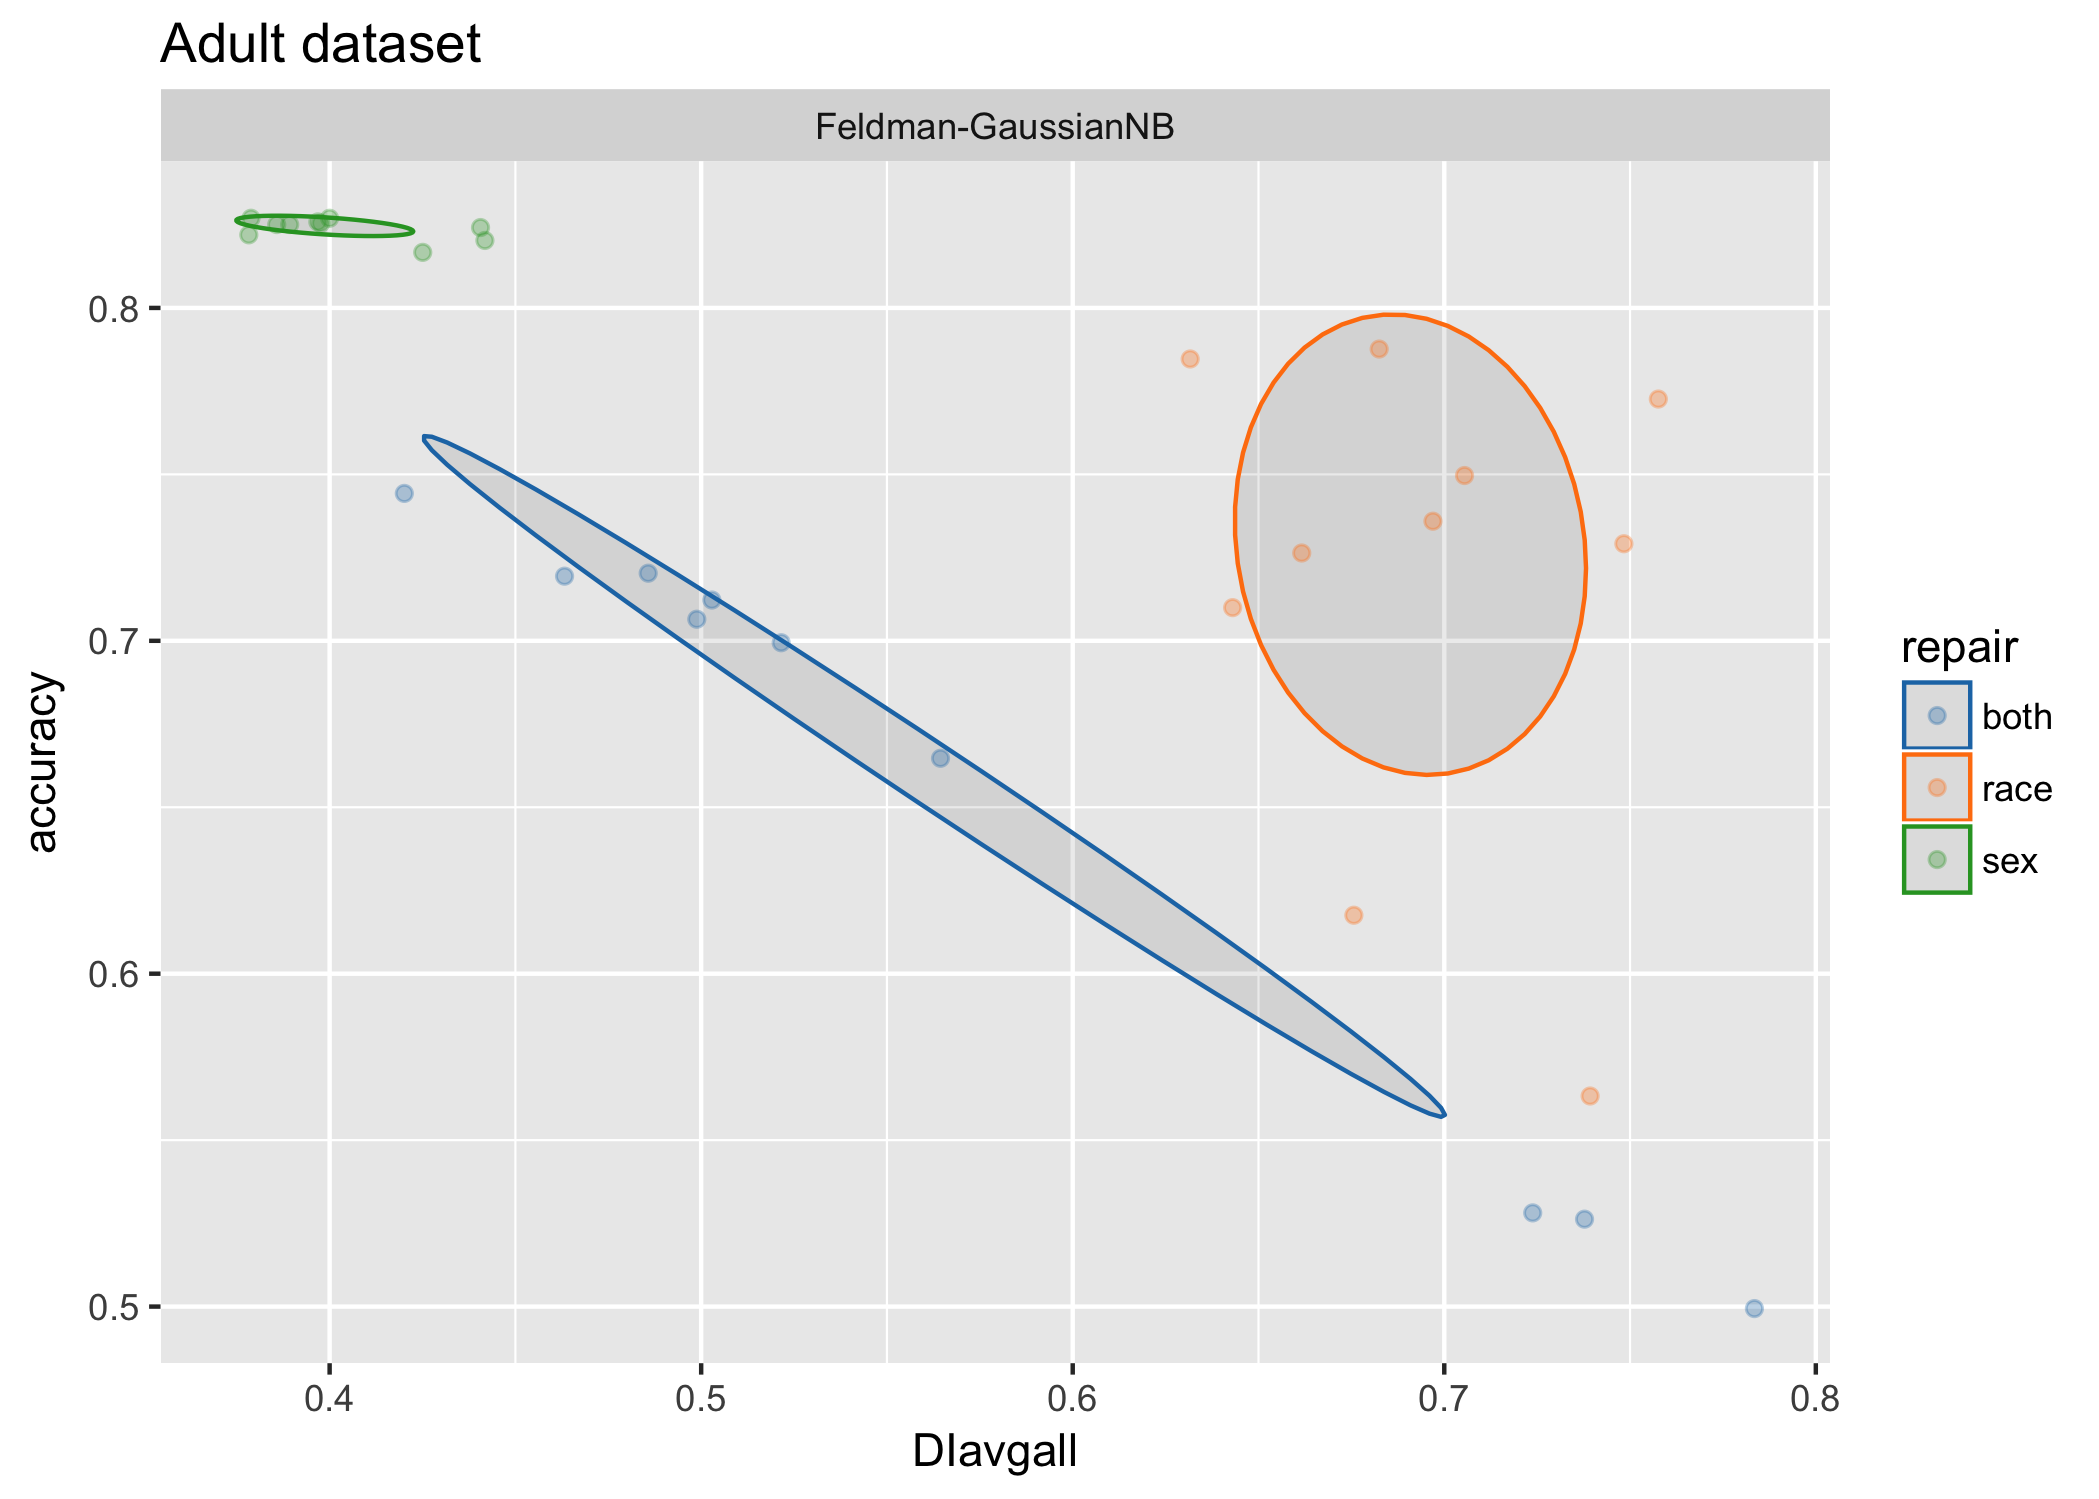 Adult dataset
Feldman-GaussianNB
0.8
0.7
0.6
0.5
accuracy
0.4 0.5 0.6 0.7 0.8
DIavgall
repair
both
race
sex